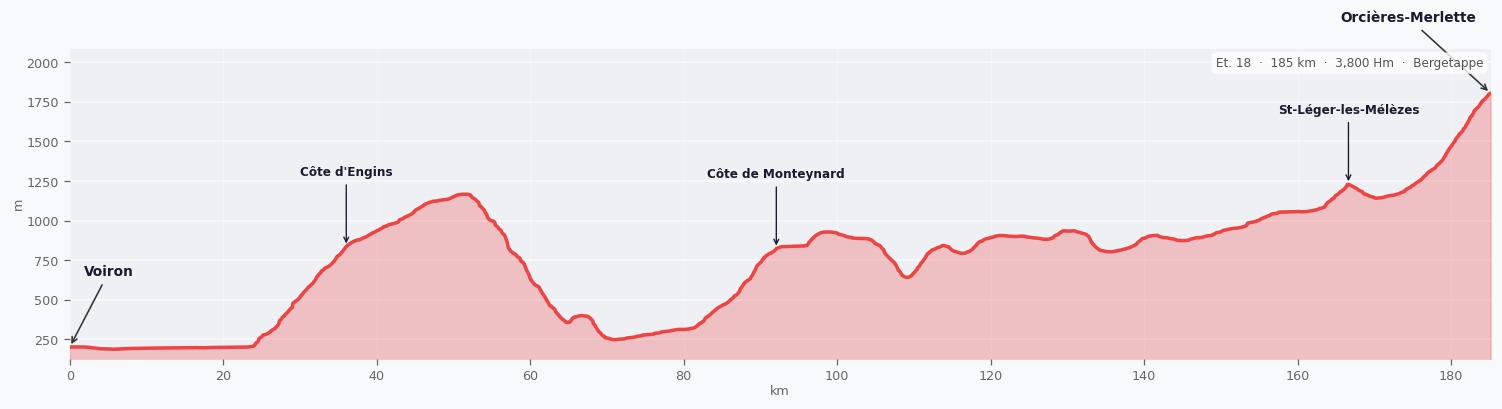 Orcières-Merlette
Et. 18 · 185 km · 3,800 Hm · Bergetappe
St-Léger-les-Mélèzes
Côte d'Engins
Côte de Monteynard
Voiron
2000
1750
1500
1250
1000
750
500
250
m
0 20 40 60 80 100 120 140 160 180
km